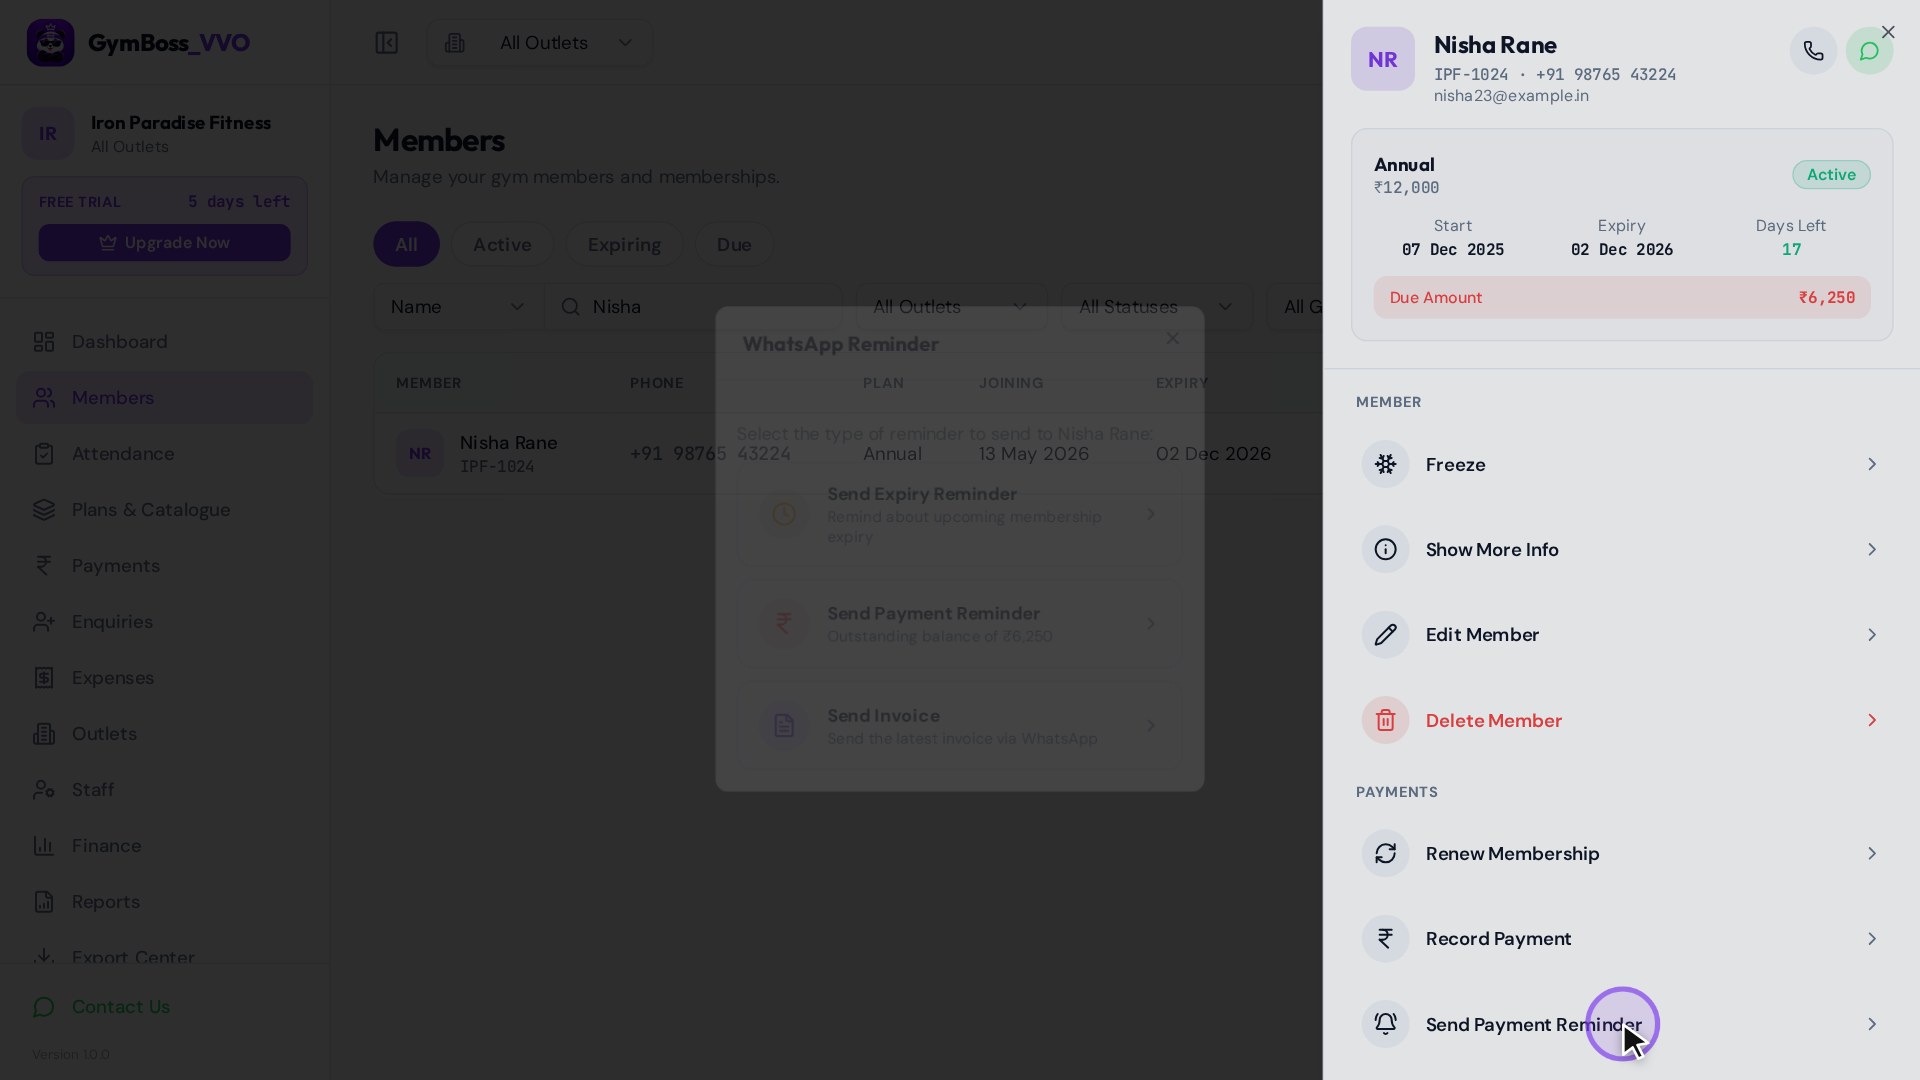 GymBoss_VVO
All Outlets
IR
Iron Paradise Fitness
All Outlets
FREE TRIAL 5 days left
Upgrade Now
Dashboard
Members
Attendance
Plans & Catalogue
Payments
Enquiries
Expenses
Outlets
Staff
Finance
Reports
Export Center
Contact Us
Version 1.0.0
Members
Manage your gym members and memberships.
All Active Expiring Due
Name Nisha All Outlets All Statuses All G
MEMBER PHONE PLAN JOINING EXPIRY
NR Nisha Rane +91 98765 43224 Annual 13 May 2026 02 Dec 2026
IPF-1024
WhatsApp Reminder
Select the type of reminder to send to Nisha Rane:
Send Expiry Reminder
Remind about upcoming membership
expiry
Send Payment Reminder
Outstanding balance of ₹6,250
Send Invoice
Send the latest invoice via WhatsApp
NR
Nisha Rane
IPF-1024 · +91 98765 43224
nisha23@example.in
Annual
₹12,000
Active
Start Expiry Days Left
07 Dec 2025 02 Dec 2026 17
Due Amount ₹6,250
MEMBER
Freeze
Show More Info
Edit Member
Delete Member
PAYMENTS
Renew Membership
Record Payment
Send Payment Reminder